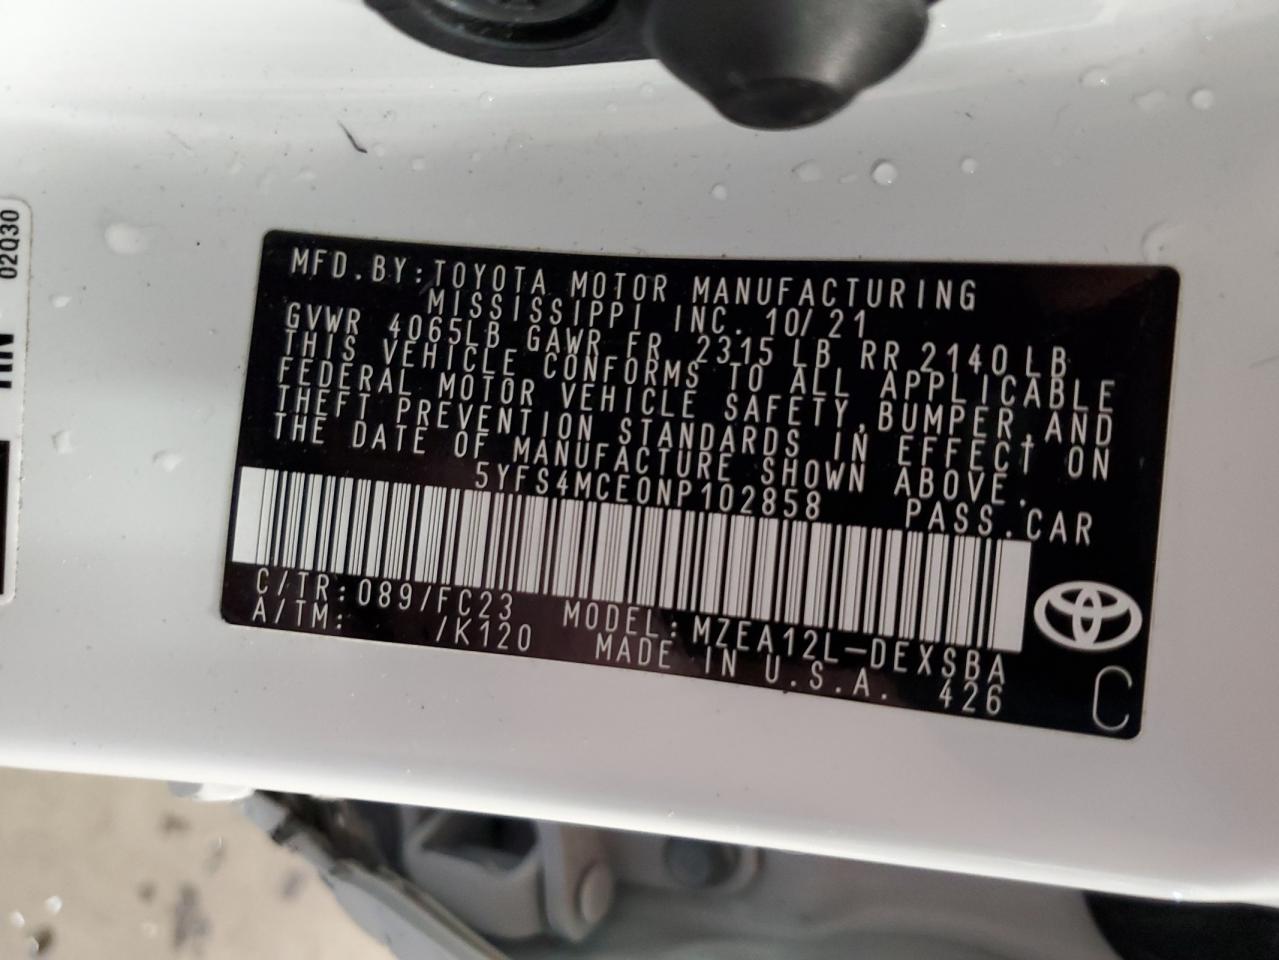 MFD.BY:TOYOTA MOTOR MANUFACTURING
MISSISSIPPI INC. 10/21
GVWR 4065LB GAWR FR 2315 LB RR 2140 LB
THIS VEHICLE CONFORMS TO ALL APPLICABLE
FEDERAL MOTOR VEHICLE SAFETY,BUMPER,AND
THEFT PREVENTION STANDARDS IN EFFECT ON
THE DATE OF MANUFACTURE SHOWN ABOVE.
5YFS4MCE0NP102858 PASS.CAR
C/TR:089/FC23 MODEL:MZEA12L-DEXSBA
A/TM: /K120 MADE IN U.S.A. 426
C
02Q30